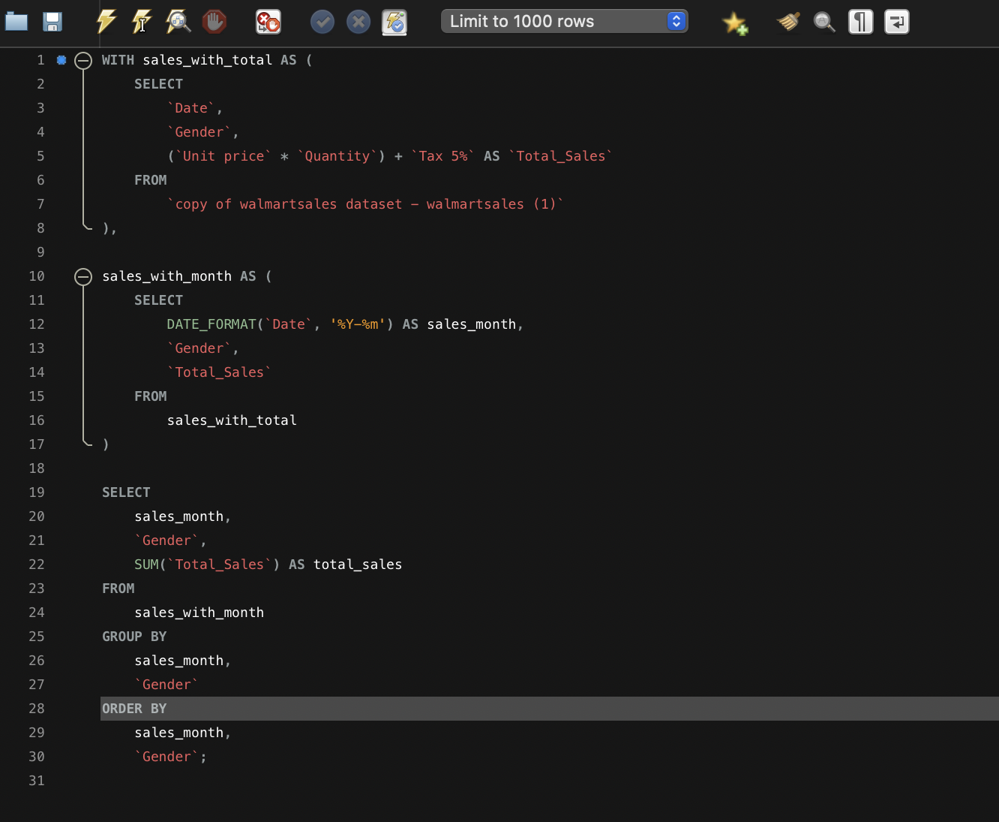 Limit to 1000 rows
1 WITH sales_with_total AS (
2 SELECT
3 `Date`,
4 `Gender`,
5 (`Unit price` * `Quantity`) + `Tax 5%` AS `Total_Sales`
6 FROM
7 `copy of walmartsales dataset - walmartsales (1)`
8 ),
9
10 sales_with_month AS (
11 SELECT
12 DATE_FORMAT(`Date`, '%Y-%m') AS sales_month,
13 `Gender`,
14 `Total_Sales`
15 FROM
16 sales_with_total
17 )
18
19 SELECT
20 sales_month,
21 `Gender`,
22 SUM(`Total_Sales`) AS total_sales
23 FROM
24 sales_with_month
25 GROUP BY
26 sales_month,
27 `Gender`
28 ORDER BY
29 sales_month,
30 `Gender`;
31